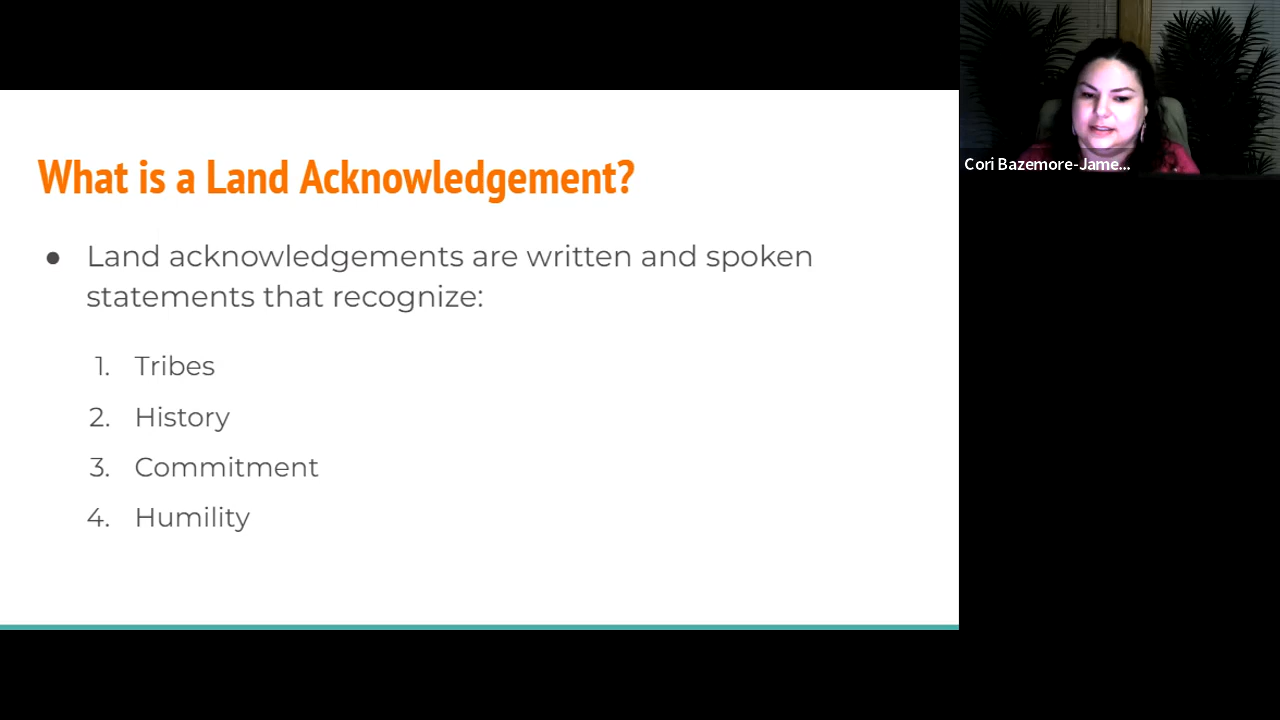 What is a Land Acknowledgement?
● Land acknowledgements are written and spoken
statements that recognize:
1. Tribes
2. History
3. Commitment
4. Humility
Cori Bazemore-Jame...